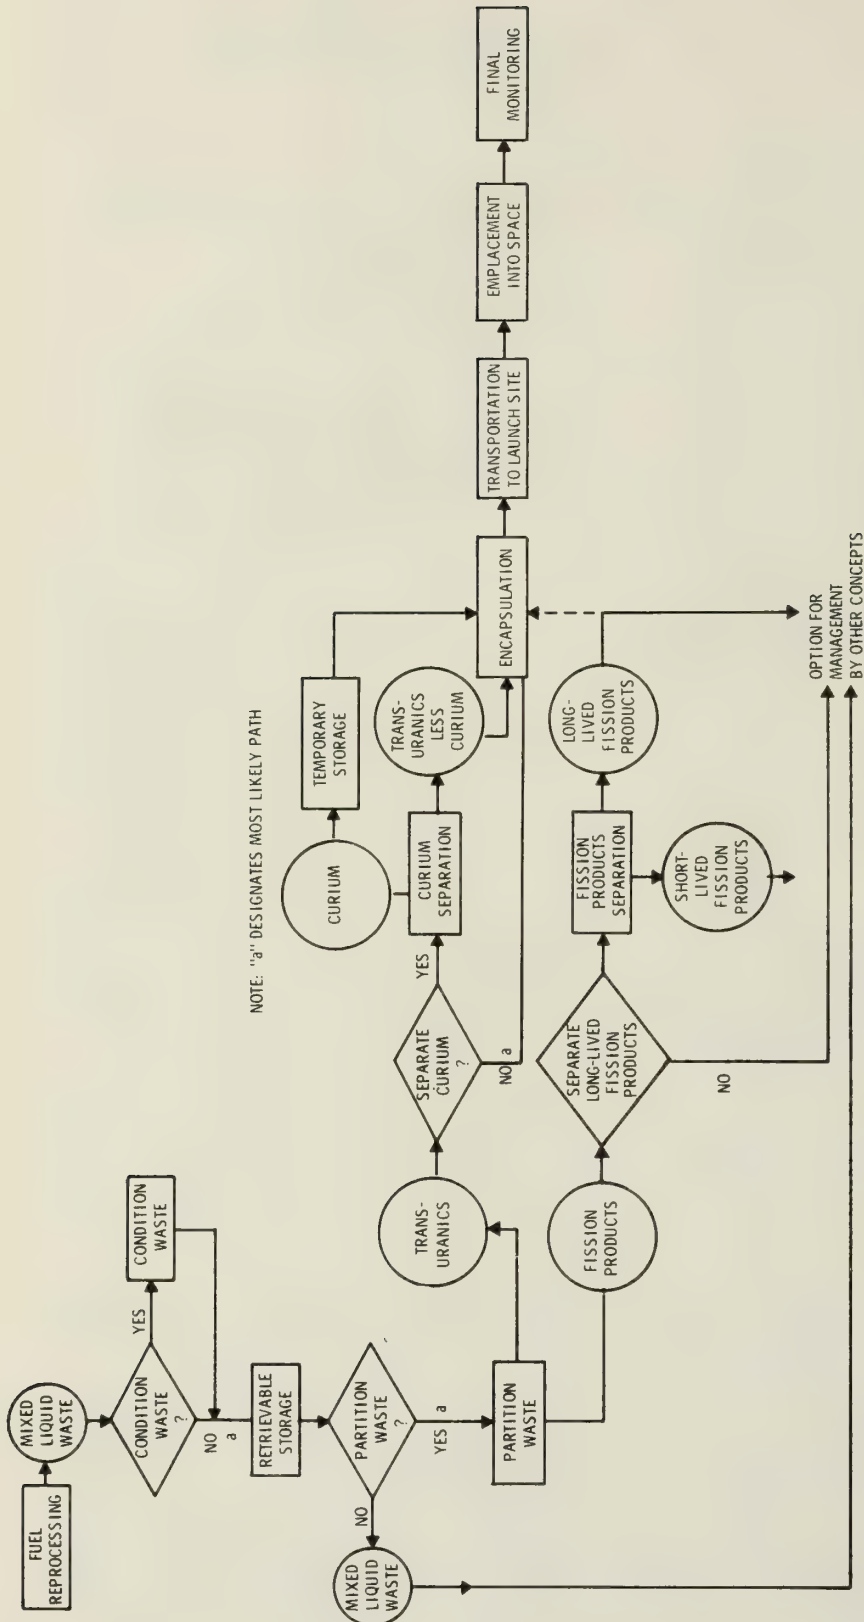 FUEL
REPROCESSING
MIXED
LIQUID
WASTE
CONDITION
WASTE
?
YES
CONDITION
WASTE
NO
a
RETRIEVABLE
STORAGE
PARTITION
WASTE
?
NO
MIXED
LIQUID
WASTE
YES a
PARTITION
WASTE
TRANS-
URANICS
FISSION
PRODUCTS
SEPARATE
CURIUM
?
YES
NO a
SEPARATE
LONG-LIVED
FISSION
PRODUCTS
NO
NOTE: "a" DESIGNATES MOST LIKELY PATH
CURIUM
CURIUM
SEPARATION
FISSION
PRODUCTS
SEPARATION
SHORT-
LIVED
FISSION
PRODUCTS
TEMPORARY
STORAGE
TRANS-
URANICS
LESS
CURIUM
LONG-
LIVED
FISSION
PRODUCTS
ENCAPSULATION
OPTION FOR
MANAGEMENT
BY OTHER CONCEPTS
TRANSPORTATION
TO LAUNCH SITE
EMPLACEMENT
INTO SPACE
FINAL
MONITORING